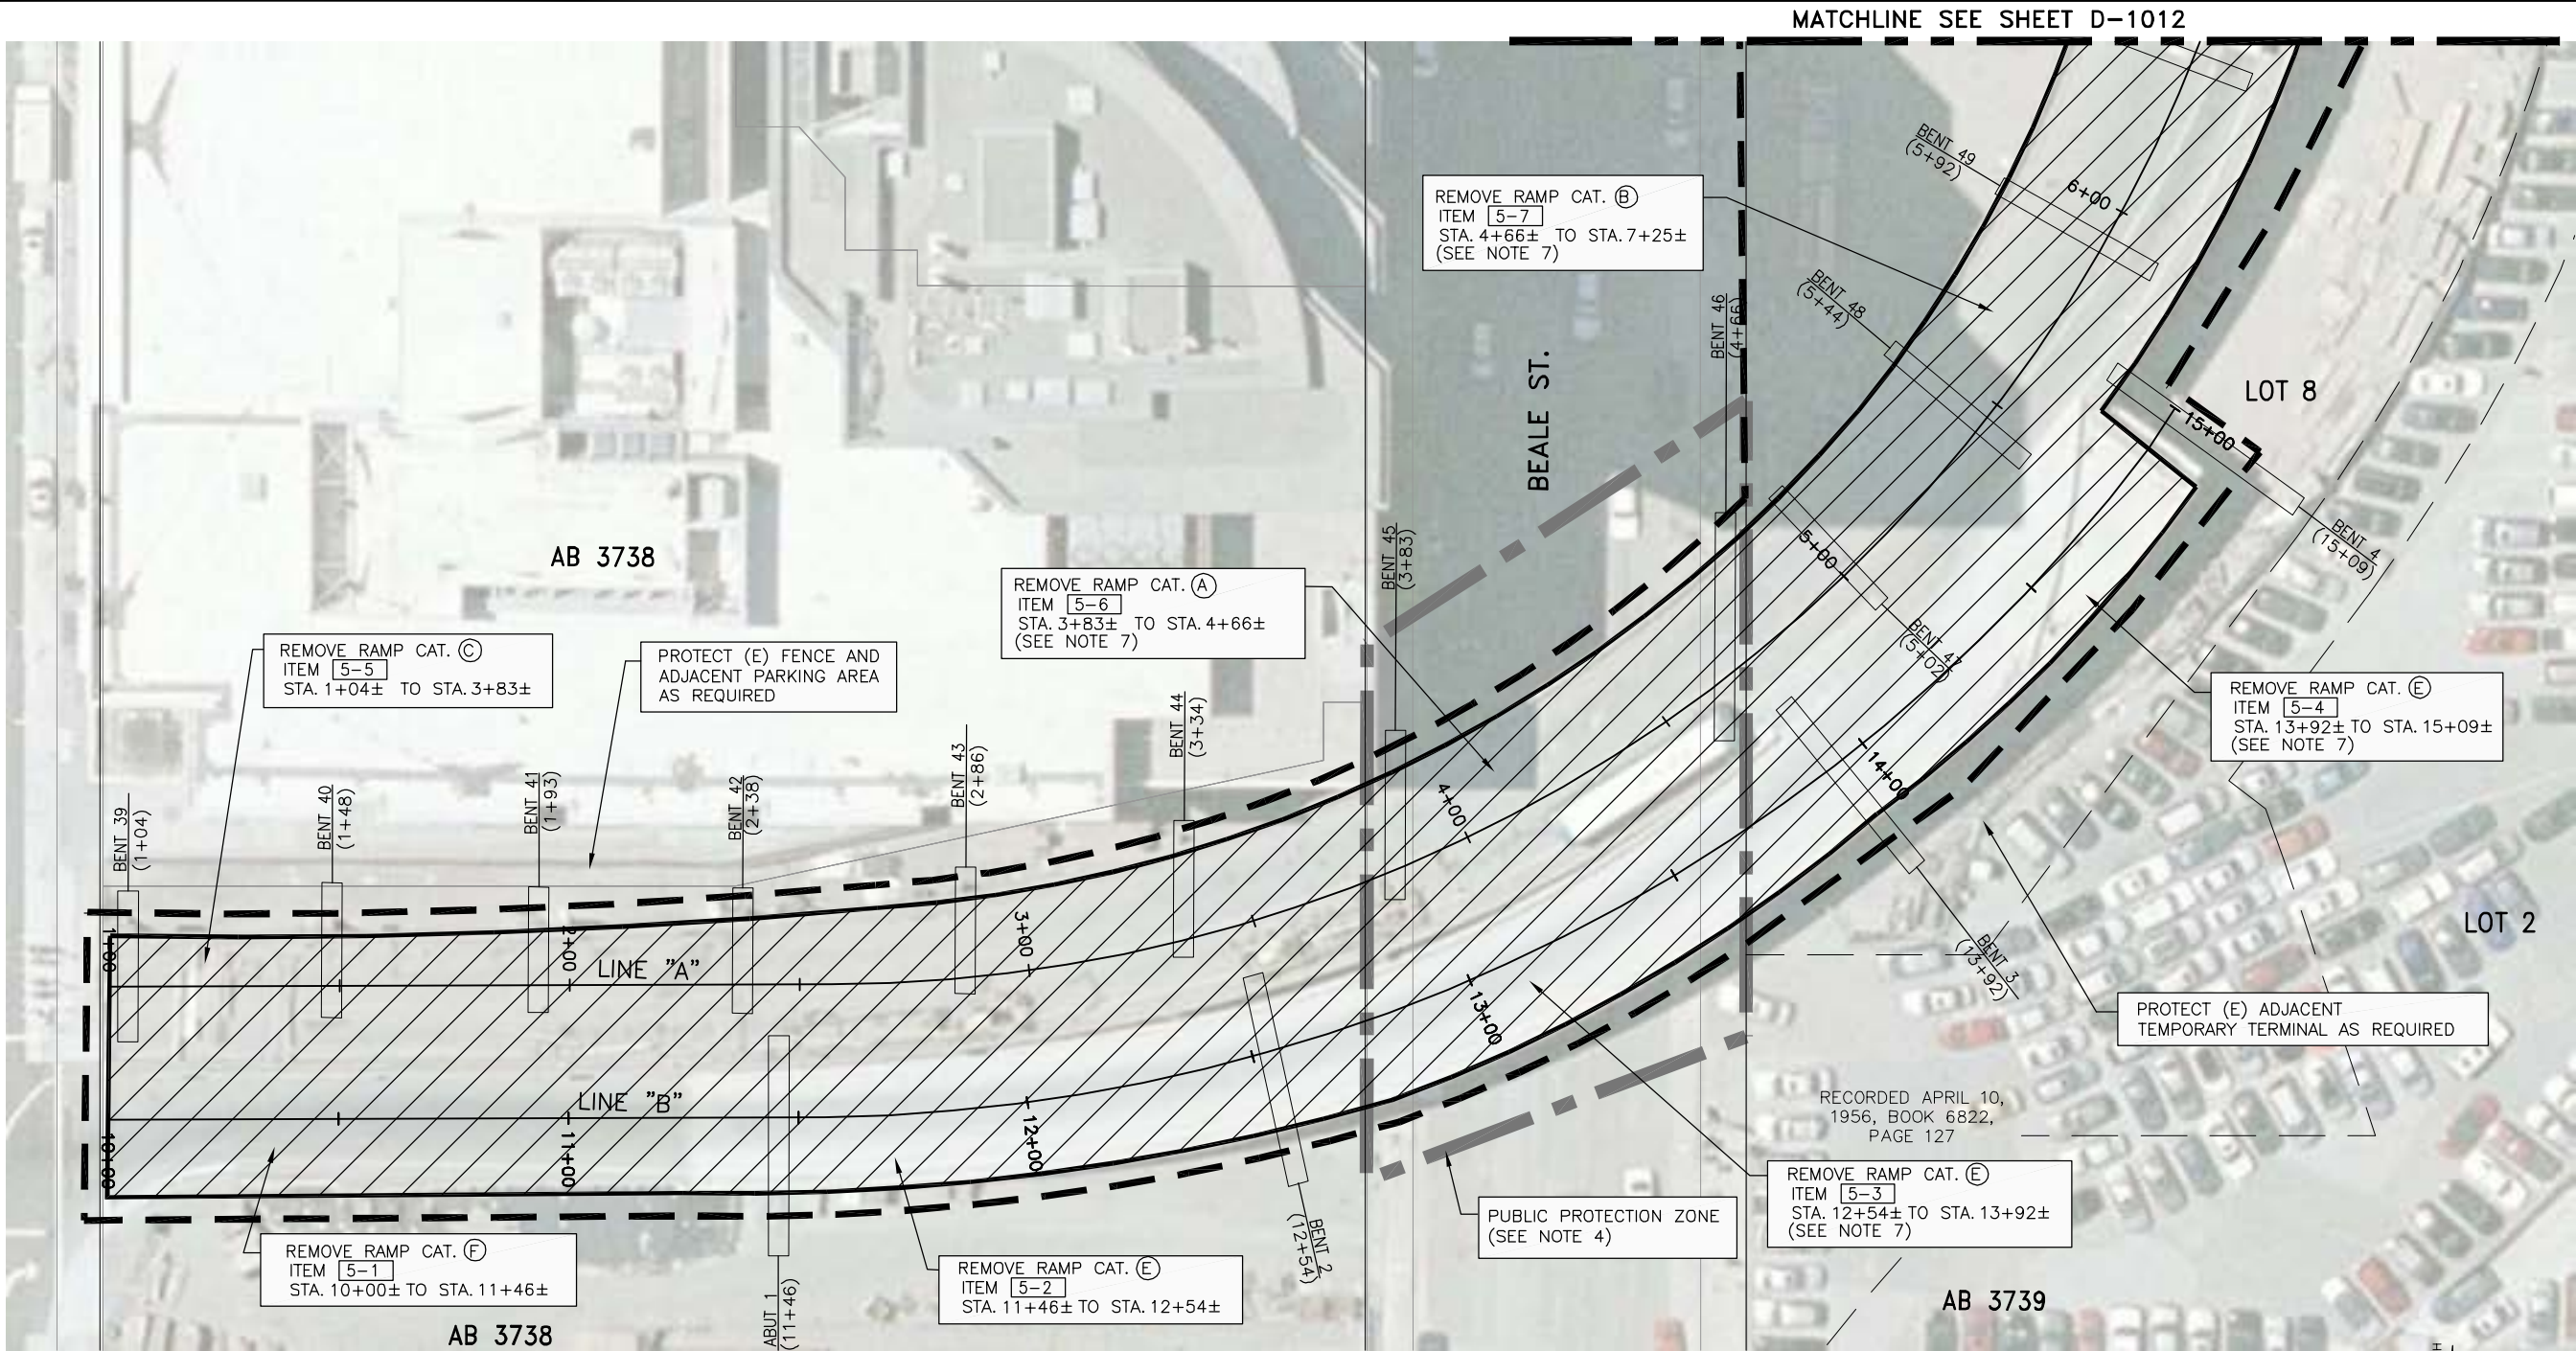 MATCHLINE SEE SHEET D-1012
BENT 49
(5+92)
6+00
REMOVE RAMP CAT. B
ITEM 5-7
STA. 4+66± TO STA. 7+25±
(SEE NOTE 7)
BENT 48
(5+44)
BENT 46
(4+66)
BEALE ST.
LOT 8
15+00
BENT 4
(15+09)
AB 3738
BENT 45
(3+83)
5+00
REMOVE RAMP CAT. A
ITEM 5-6
STA. 3+83± TO STA. 4+66±
(SEE NOTE 7)
BENT 47
(5+02)
REMOVE RAMP CAT. C
ITEM 5-5
STA. 1+04± TO STA. 3+83±
PROTECT (E) FENCE AND
ADJACENT PARKING AREA
AS REQUIRED
REMOVE RAMP CAT. E
ITEM 5-4
STA. 13+92± TO STA. 15+09±
(SEE NOTE 7)
BENT 44
(3+34)
BENT 43
(2+86)
BENT 42
(2+38)
BENT 41
(1+93)
BENT 40
(1+48)
BENT 39
(1+04)
4+00
14+00
1+00
2+00
LINE "A"
3+00
LOT 2
BENT 3
(13+92)
13+00
PROTECT (E) ADJACENT
TEMPORARY TERMINAL AS REQUIRED
LINE "B"
10+00
11+00
12+00
RECORDED APRIL 10,
1956, BOOK 6822,
PAGE 127
REMOVE RAMP CAT. E
ITEM 5-3
STA. 12+54± TO STA. 13+92±
(SEE NOTE 7)
PUBLIC PROTECTION ZONE
(SEE NOTE 4)
BENT 2
(12+54)
REMOVE RAMP CAT. F
ITEM 5-1
STA. 10+00± TO STA. 11+46±
REMOVE RAMP CAT. E
ITEM 5-2
STA. 11+46± TO STA. 12+54±
ABUT 1
(11+46)
AB 3739
AB 3738